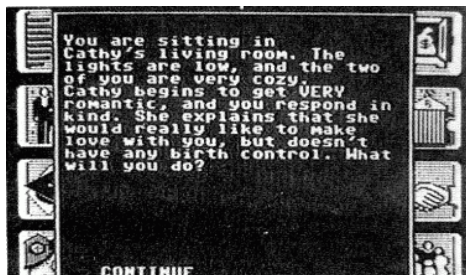 You are sitting in
Cathy's living room. The
lights are low, and the two
of you are very cozy.
Cathy begins to get VERY
romantic, and you respond in
kind. She explains that she
would really like to make
love with you, but doesn't
have any birth control. What
will you do?
CONTINUE